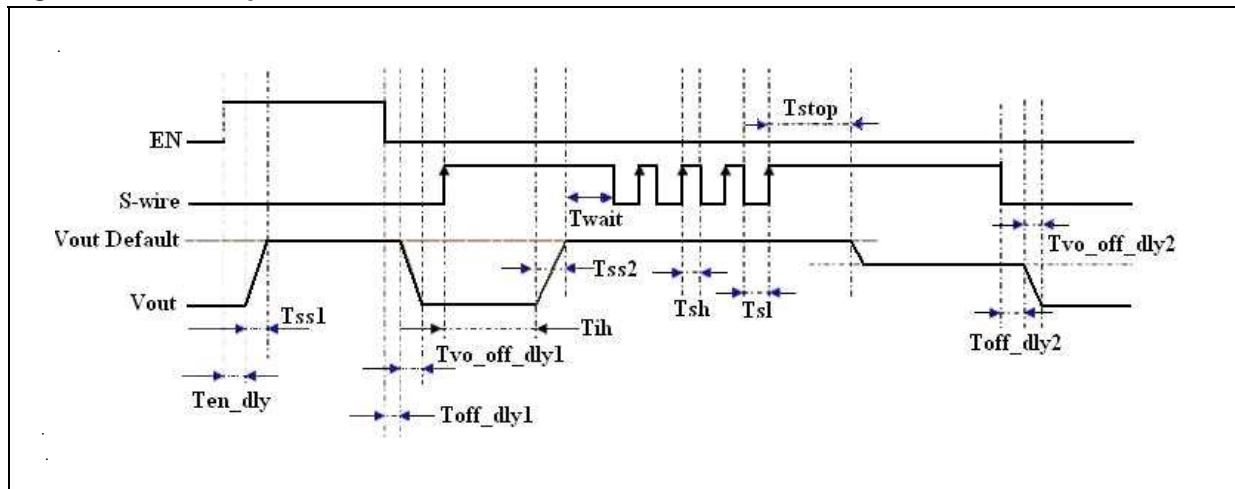 Tstop
EN
S-wire
Twait
Vout Default
Tvo_off_dly2
Tss2
Vout
Tsh
Tsl
Tss1
Tih
Toff_dly2
Tvo_off_dly1
Ten_dly
Toff_dly1